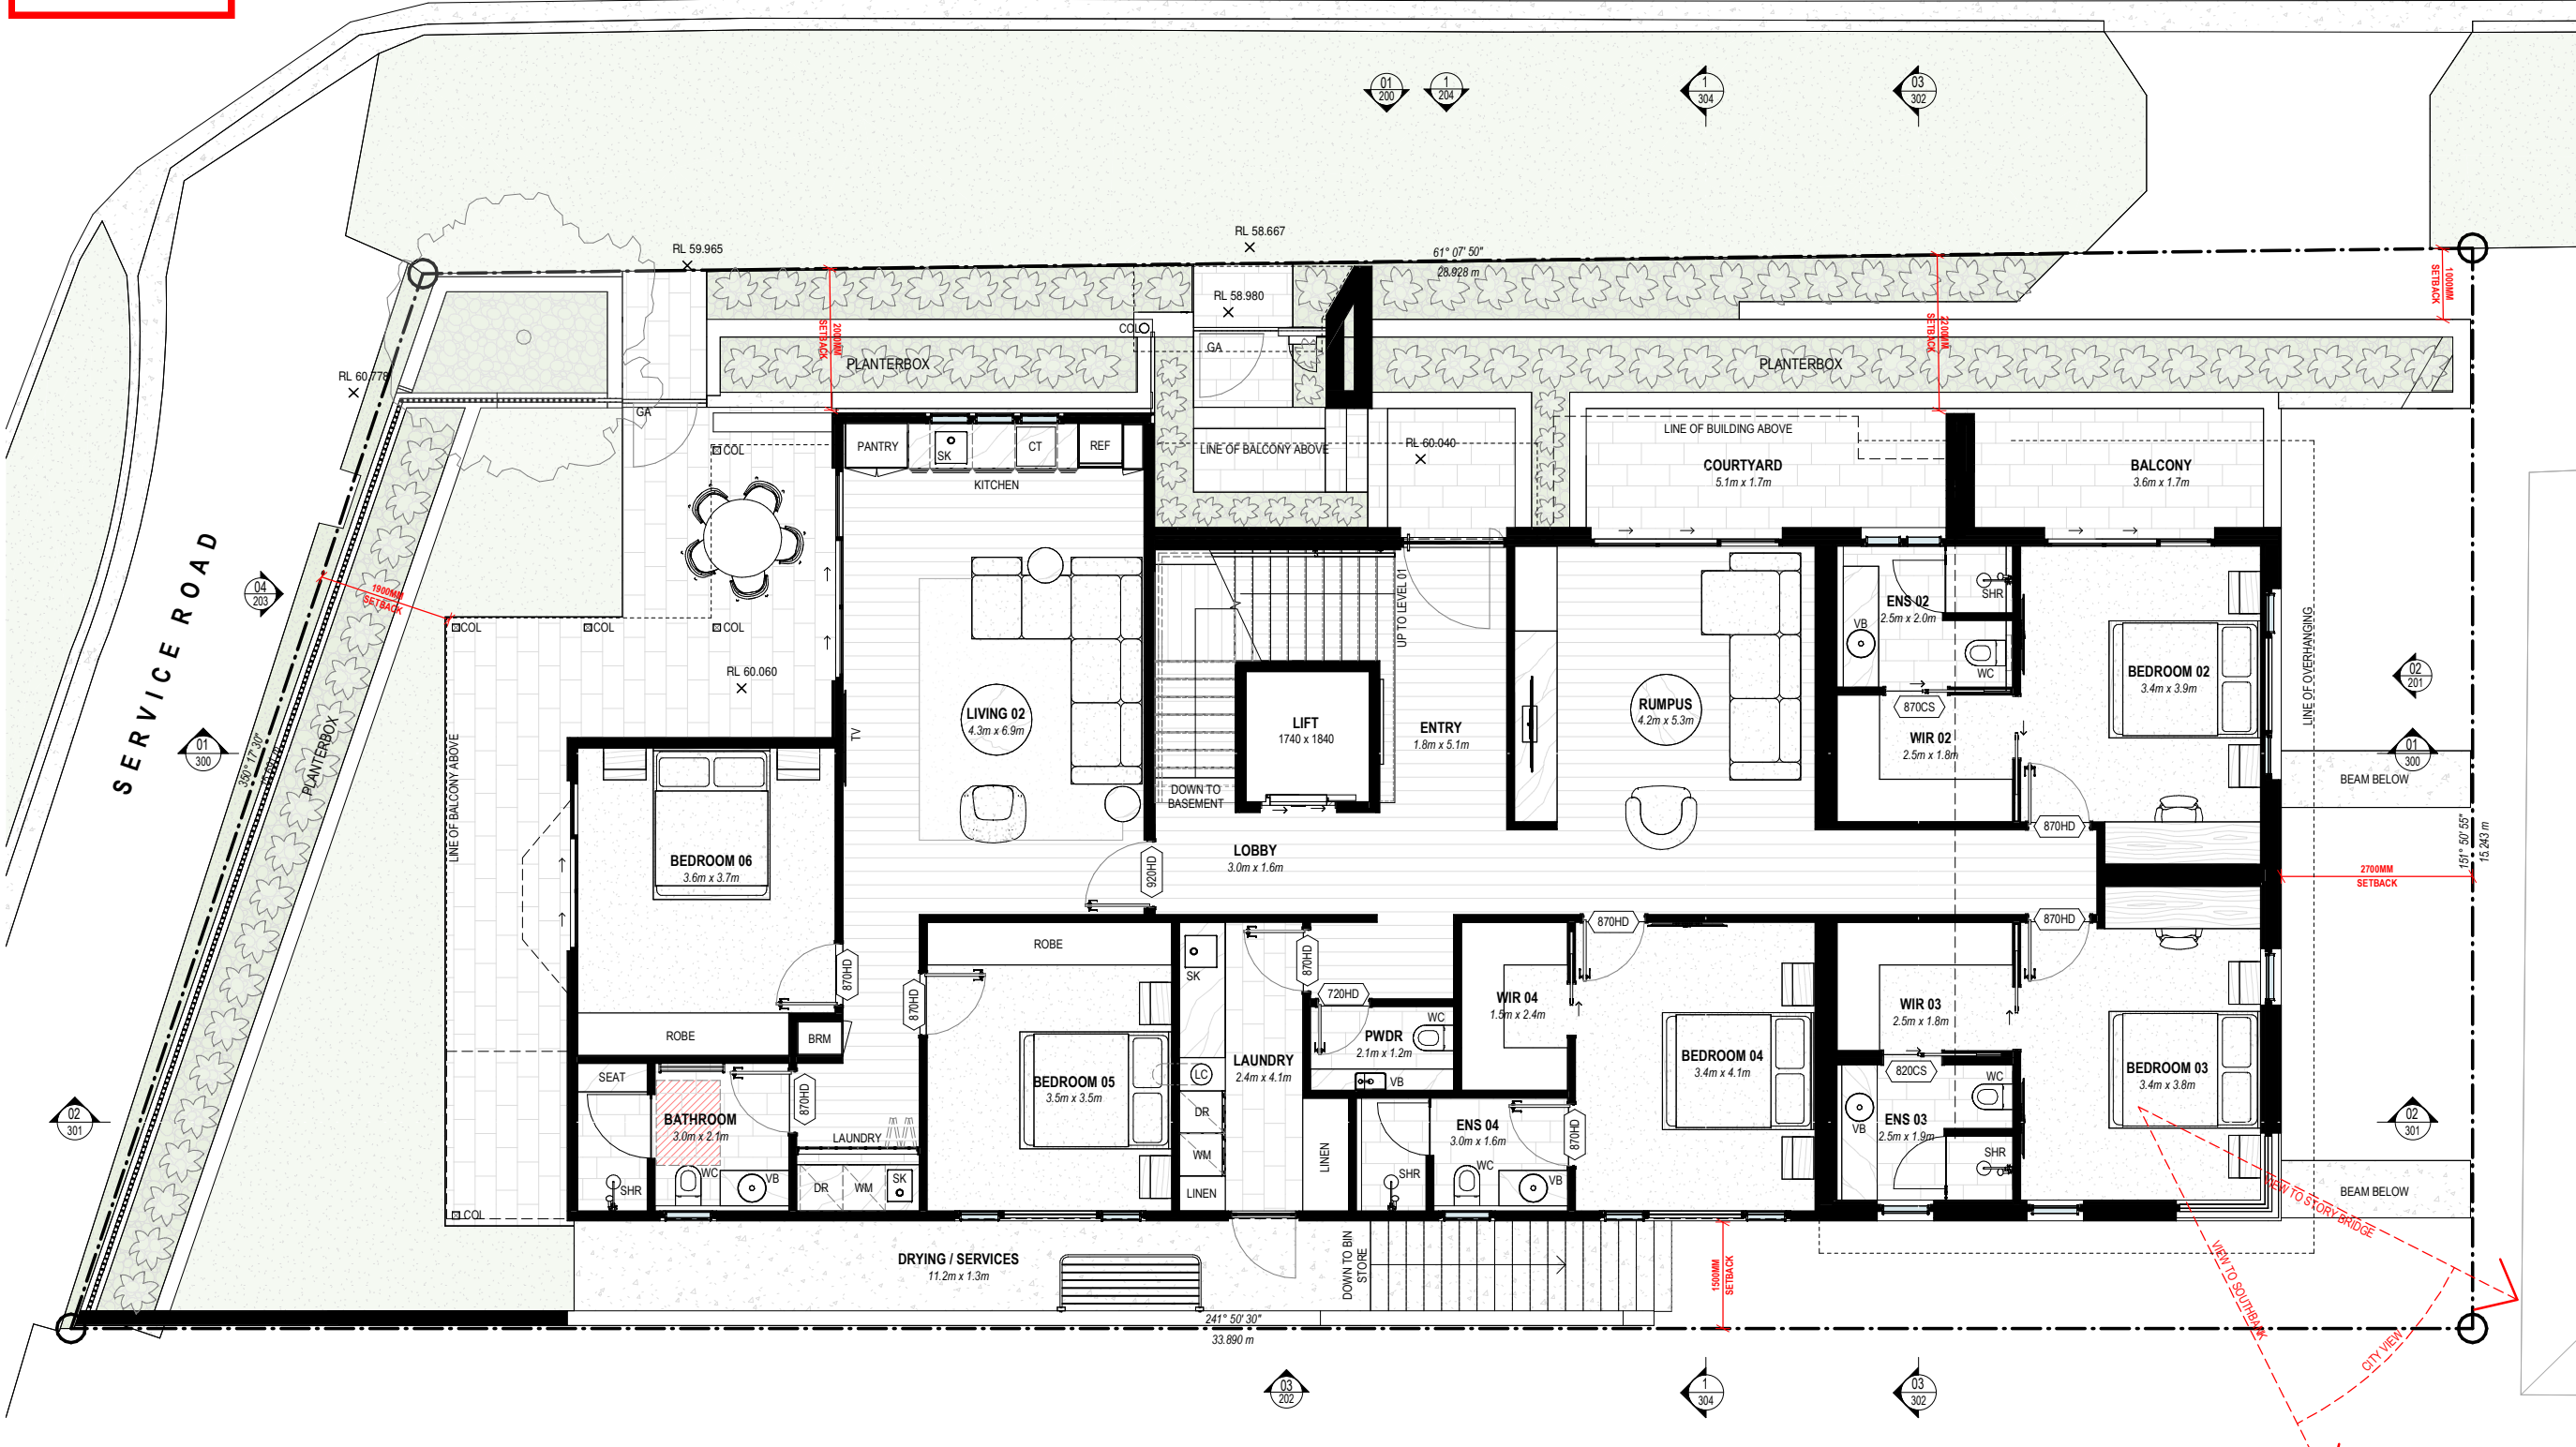 01
200
1
204
1
304
03
302
RL 59.965
RL 58.667
61° 07' 50"
28.928 m
1000MM
SETBACK
RL 58.980
2000MM
SETBACK
COL
GA
2200MM
SETBACK
PLANTERBOX
PLANTERBOX
RL 60.778
GA
COL
PANTRY
SK
CT
REF
KITCHEN
LINE OF BALCONY ABOVE
RL 60.040
LINE OF BUILDING ABOVE
COURTYARD
5.1m x 1.7m
BALCONY
3.6m x 1.7m
SERVICE ROAD
04
203
1900MM
SETBACK
COL
COL
COL
RL 60.060
UP TO LEVEL 01
ENS 02
2.5m x 2.0m
SHR
VB
WC
LINE OF OVERHANGING
BEDROOM 02
3.4m x 3.9m
02
201
LIVING 02
4.3m x 6.9m
TV
LIFT
1740 x 1840
ENTRY
1.8m x 5.1m
RUMPUS
4.2m x 5.3m
870CS
WIR 02
2.5m x 1.8m
01
300
350° 17' 30"
PLANTERBOX
01
300
BEAM BELOW
DOWN TO
BASEMENT
LINE OF BALCONY ABOVE
870HD
151° 50' 55"
15.243 m
LOBBY
3.0m x 1.6m
920HD
BEDROOM 06
3.6m x 3.7m
2700MM
SETBACK
870HD
870HD
ROBE
SK
870HD
870HD
870HD
720HD
WIR 04
1.5m x 2.4m
WIR 03
2.5m x 1.8m
ROBE
BRM
WC
PWDR
2.1m x 1.2m
VB
LAUNDRY
2.4m x 4.1m
LC
BEDROOM 05
3.5m x 3.5m
BEDROOM 04
3.4m x 4.1m
BEDROOM 03
3.4m x 3.8m
820CS
WC
SEAT
870HD
BATHROOM
3.0m x 2.1m
LAUNDRY
DR
WM
LINEN
LINEN
ENS 04
3.0m x 1.6m
870HD
ENS 03
2.5m x 1.9m
VB
SHR
02
301
02
301
WC
VB
SHR
DR
WM
SK
SHR
WC
VB
BEAM BELOW
COL
VIEW TO STORY BRIDGE
DRYING / SERVICES
11.2m x 1.3m
DOWN TO BIN
STORE
1500MM
SETBACK
VIEW TO SOUTHBANK
CITY VIEW
241° 50' 30"
33.890 m
03
202
1
304
03
302